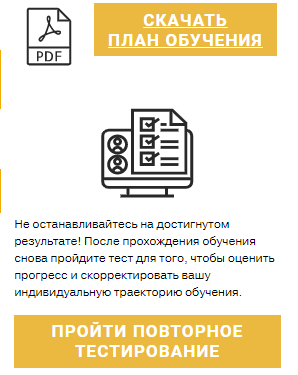 СКАЧАТЬ
ПЛАН ОБУЧЕНИЯ
PDF
Не останавливайтесь на достигнутом
результате! После прохождения обучения
снова пройдите тест для того, чтобы оценить
прогресс и скорректировать вашу
индивидуальную траекторию обучения.
ПРОЙТИ ПОВТОРНОЕ
ТЕСТИРОВАНИЕ